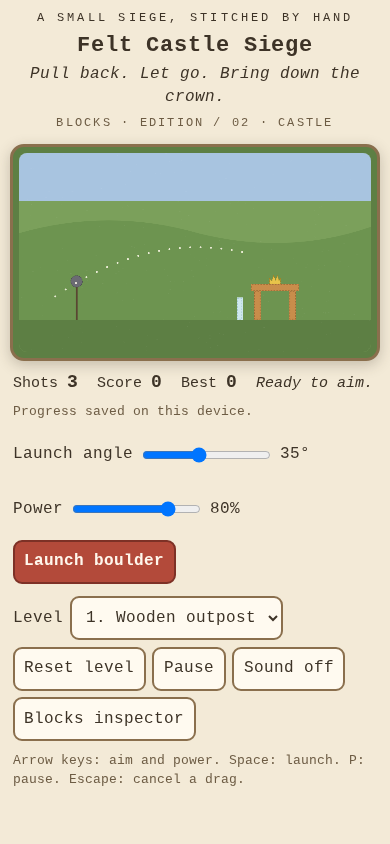 A SMALL SIEGE, STITCHED BY HAND
Felt Castle Siege
Pull back. Let go. Bring down the
crown.
BLOCKS · EDITION / 02 · CASTLE
Shots 3 Score 0 Best 0 Ready to aim.
Progress saved on this device.
Launch angle 35°
Power 80%
Launch boulder
Level 1. Wooden outpost
Reset level Pause Sound off
Blocks inspector
Arrow keys: aim and power. Space: launch. P:
pause. Escape: cancel a drag.